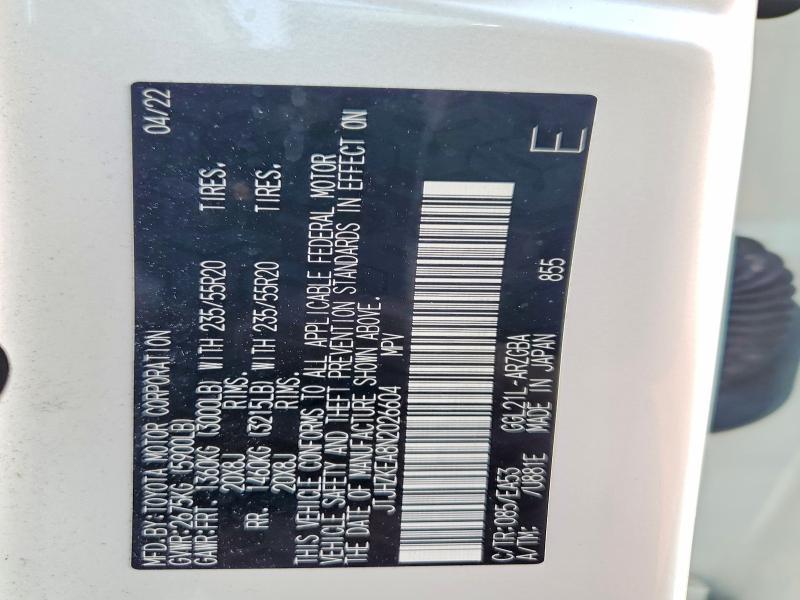 MFD.BY:TOYOTA MOTOR CORPORATION 04/22
GVWR:2675KG (5900LB)
GAWR:FRT. 1360KG (3000LB) WITH 235/55R20 TIRES.
20X8J RIMS.
RR. 1460KG (3215LB) WITH 235/55R20 TIRES.
20X8J RIMS.
THIS VEHICLE CONFORMS TO ALL APPLICABLE FEDERAL MOTOR
VEHICLE SAFETY AND THEFT PREVENTION STANDARDS IN EFFECT ON
THE DATE OF MANUFACTURE SHOWN ABOVE.
MPV
C/TR:085/EA53 GGL21L-ARZGBA
A/TM: /U881E MADE IN JAPAN 855
E